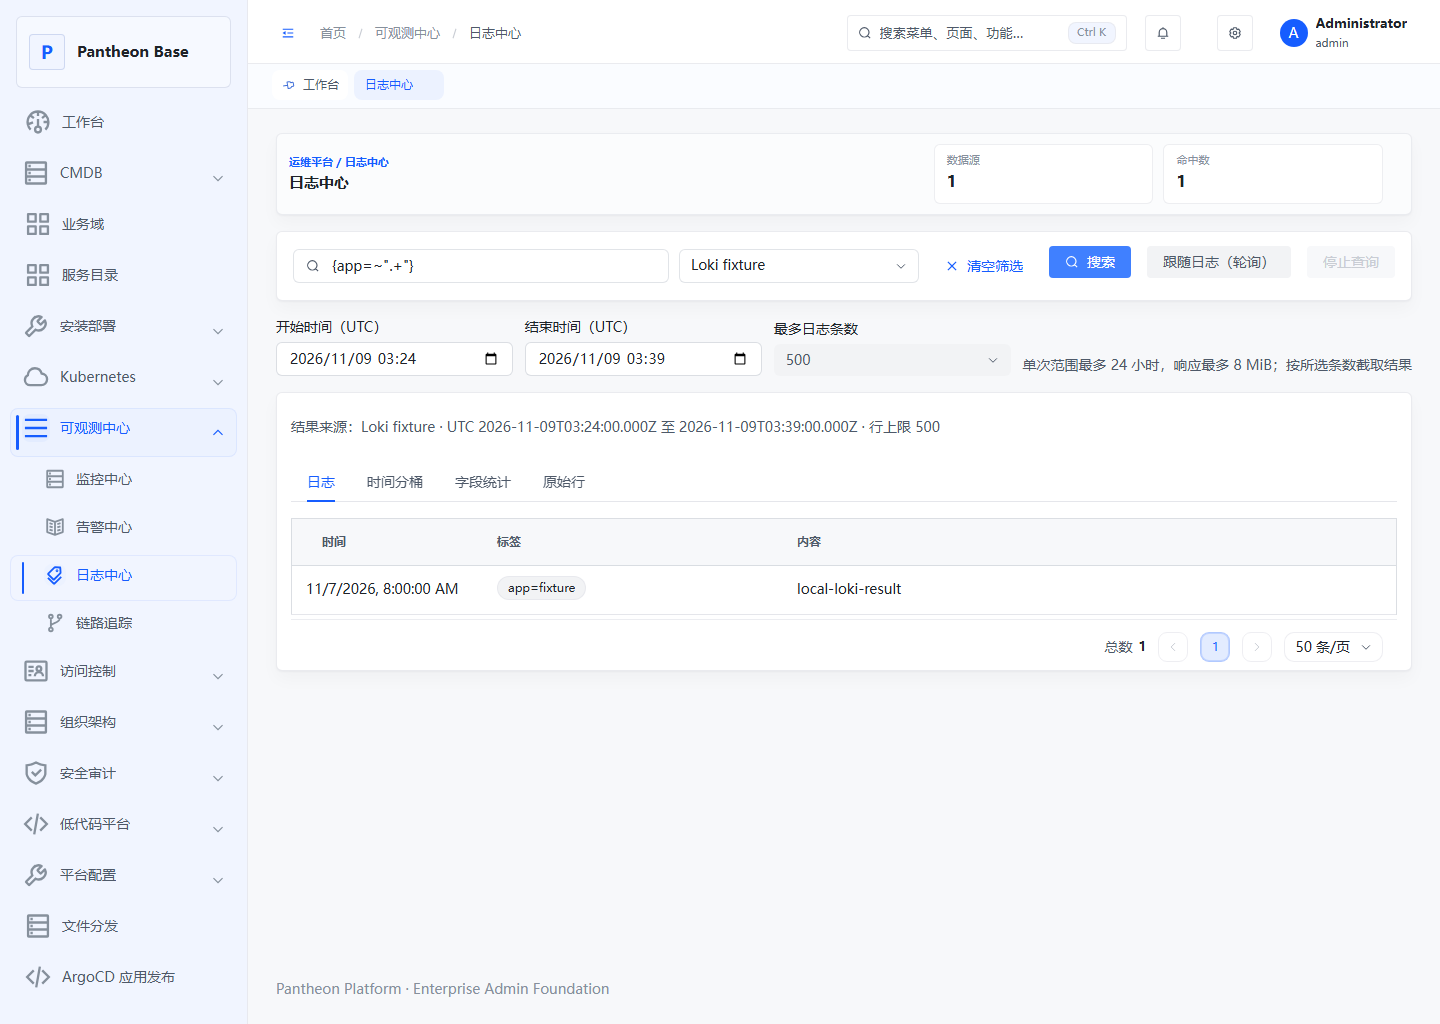 P Pantheon Base
工作台
CMDB
业务域
服务目录
安装部署
Kubernetes
可观测中心
监控中心
告警中心
日志中心
链路追踪
访问控制
组织架构
安全审计
低代码平台
平台配置
文件分发
ArgoCD 应用发布
首页 / 可观测中心 / 日志中心
搜索菜单、页面、功能... Ctrl K
A Administrator
admin
工作台 日志中心
运维平台 / 日志中心
日志中心
数据源
1
命中数
1
{app=~".+"} Loki fixture 清空筛选 搜索 跟随日志（轮询） 停止查询
开始时间（UTC） 结束时间（UTC） 最多日志条数
2026/11/09 03:24 2026/11/09 03:39 500 单次范围最多 24 小时，响应最多 8 MiB；按所选条数截取结果
结果来源：Loki fixture · UTC 2026-11-09T03:24:00.000Z 至 2026-11-09T03:39:00.000Z · 行上限 500
日志 时间分桶 字段统计 原始行
时间 标签 内容
11/7/2026, 8:00:00 AM app=fixture local-loki-result
总数 1 1 50 条/页
Pantheon Platform · Enterprise Admin Foundation